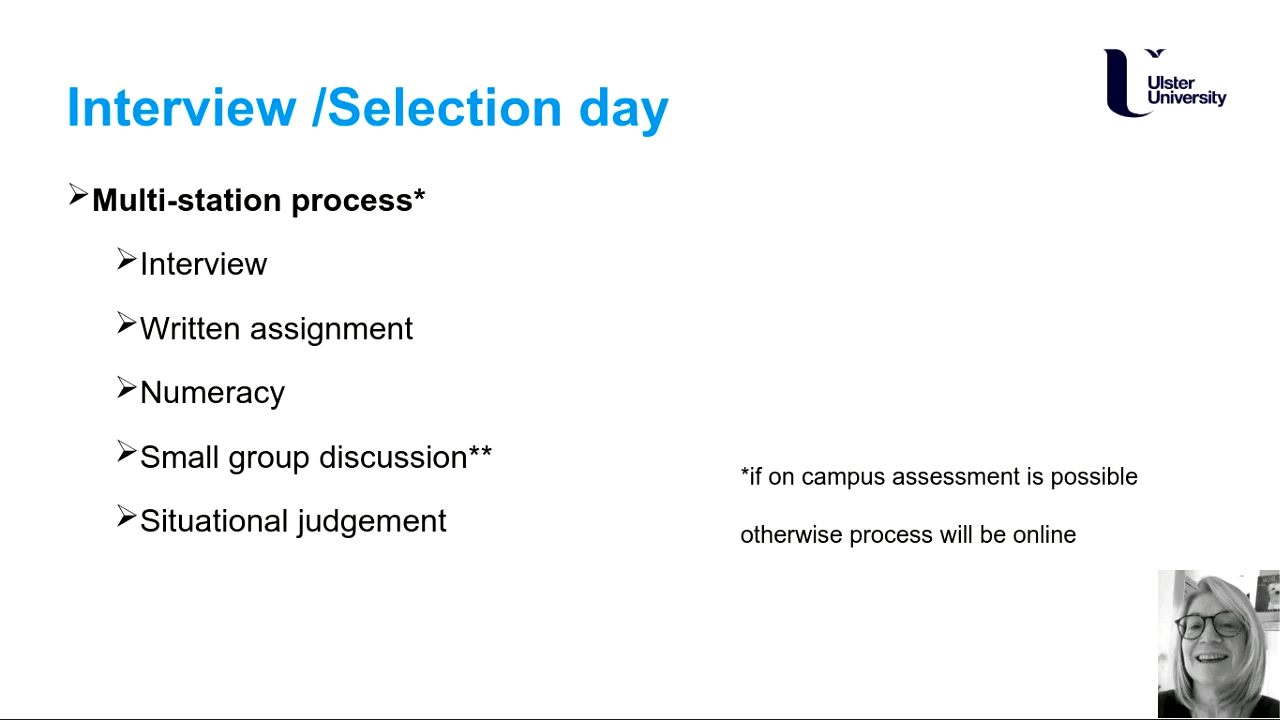 Interview /Selection day
Ulster
University
Multi-station process*
Interview
Written assignment
Numeracy
Small group discussion**
Situational judgement
*if on campus assessment is possible
otherwise process will be online